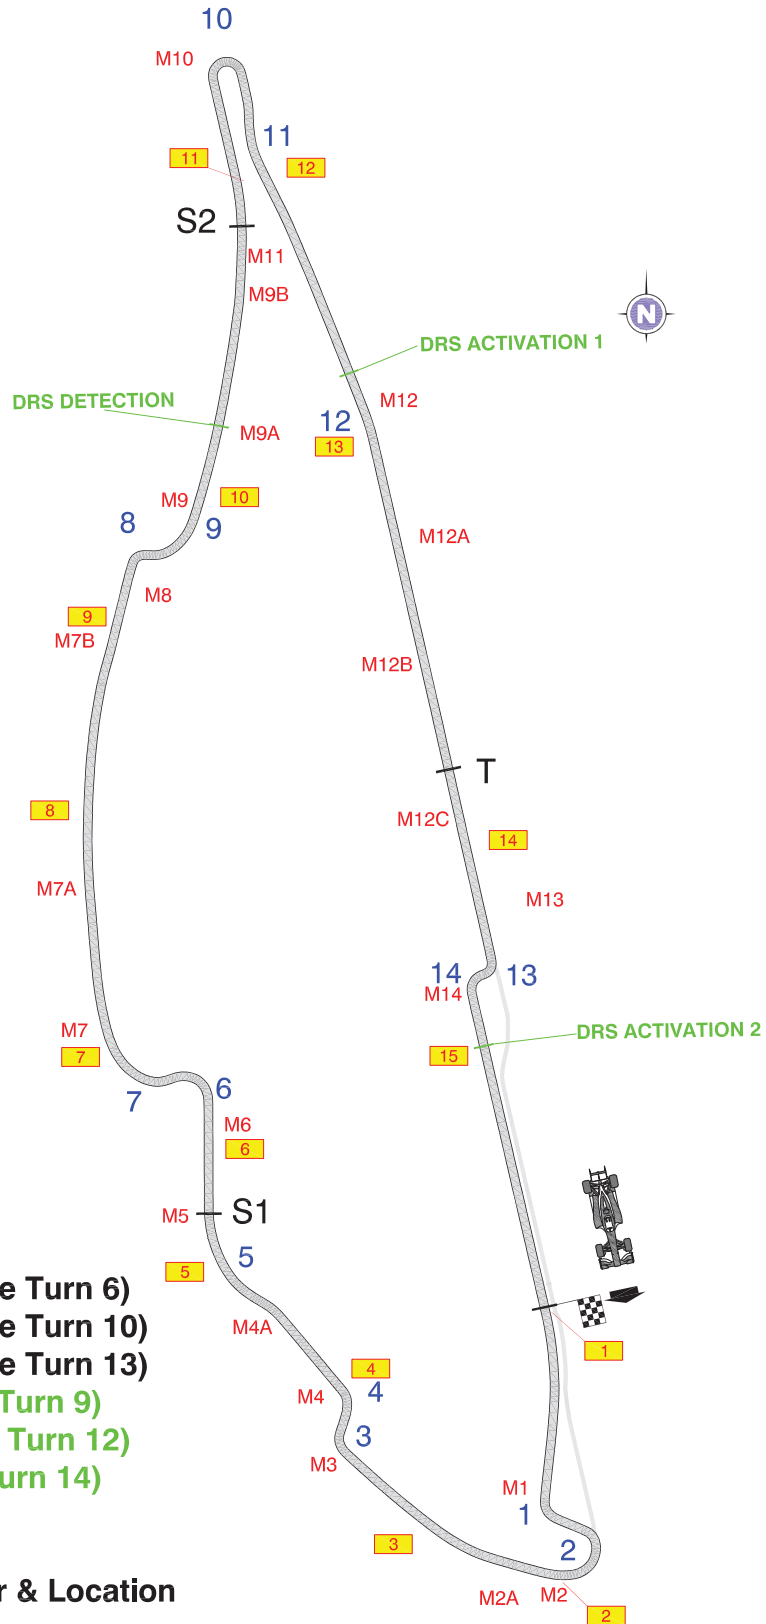 10
M10
11
11
12
S2
M11
M9B
N
DRS ACTIVATION 1
DRS DETECTION
M12
12
13
M9A
M9
10
8
9
M12A
M8
9
M7B
M12B
T
8
M12C
14
M7A
M13
14
13
M14
M7
7
15
DRS ACTIVATION 2
7
6
M6
6
M5
S1
5
5
e Turn 6)
M4A
e Turn 10)
1
e Turn 13)
4
M4
4
Turn 9)
3
Turn 12)
M3
urn 14)
M1
1
3
2
r & Location
M2A
M2
2